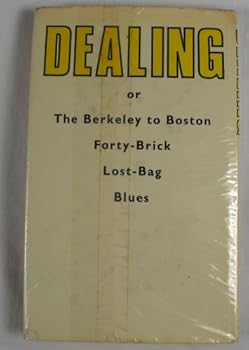 DEALING
or
The Berkeley to Boston
Forty-Brick
Lost-Bag
Blues